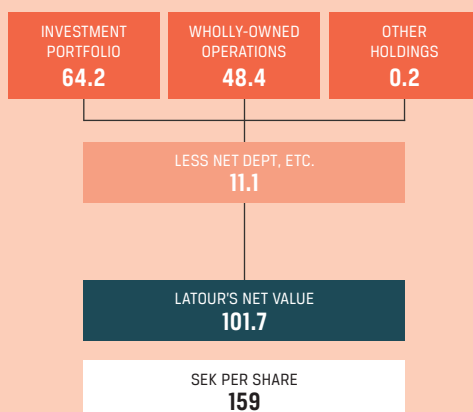 INVESTMENT
PORTFOLIO
64.2
WHOLLY-OWNED
OPERATIONS
48.4
OTHER
HOLDINGS
0.2
LESS NET DEPT, ETC.
11.1
LATOUR'S NET VALUE
101.7
SEK PER SHARE
159